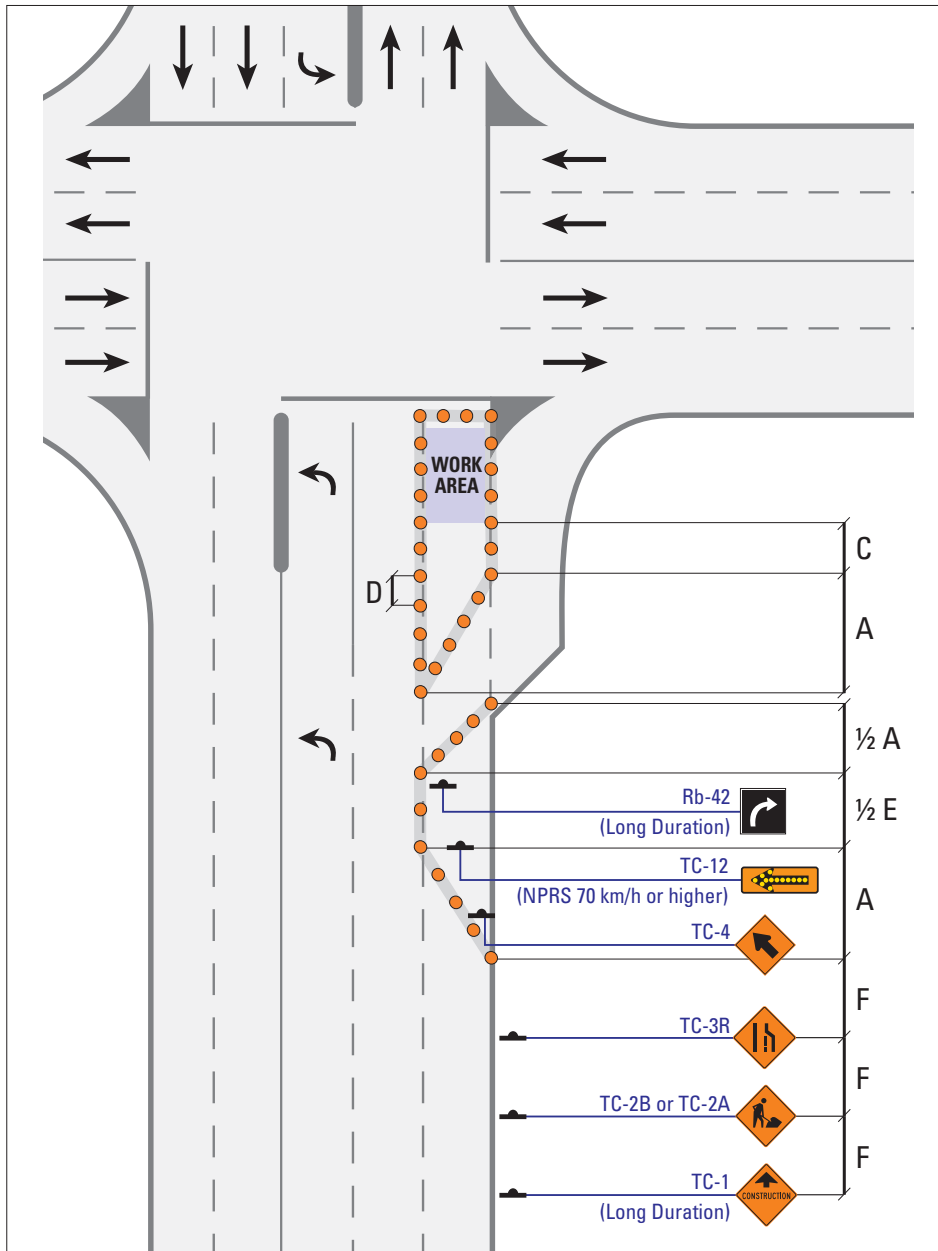 WORK
AREA
C
D
A
½ A
Rb-42
(Long Duration)
½ E
TC-12
(NPRS 70 km/h or higher)
A
TC-4
F
TC-3R
F
TC-2B or TC-2A
F
TC-1
(Long Duration)
CONSTRUCTION